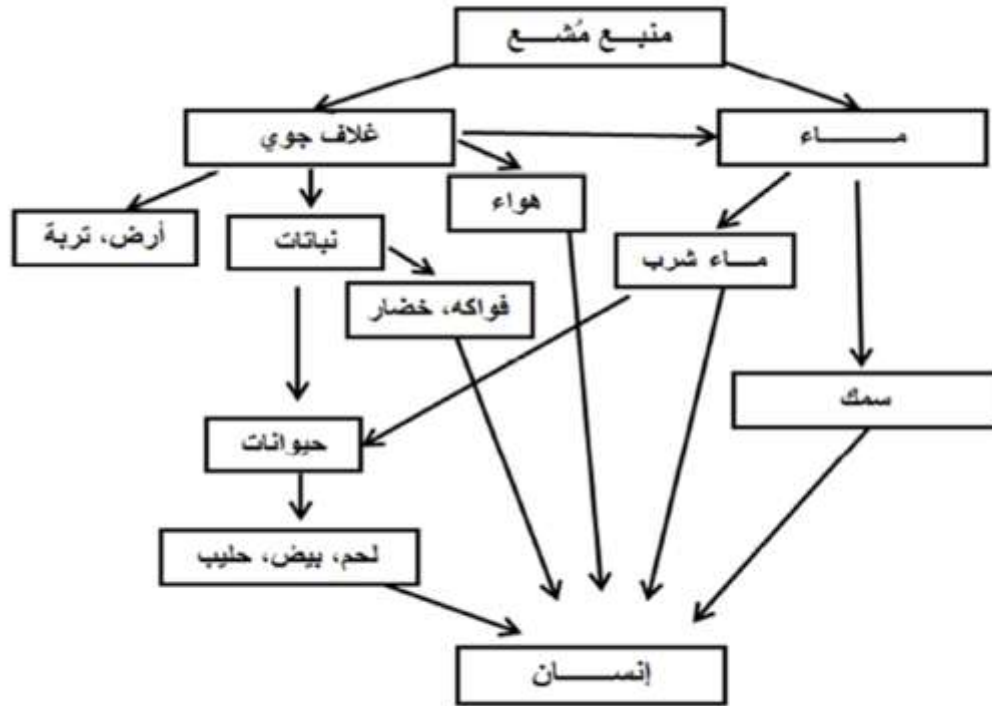 منبع مُشع
غلاف جوي
ماء
هواء
أرض، تربة
نباتات
ماء شرب
فواكه، خضار
سمك
حيوانات
لحم، بيض، حليب
إنسان